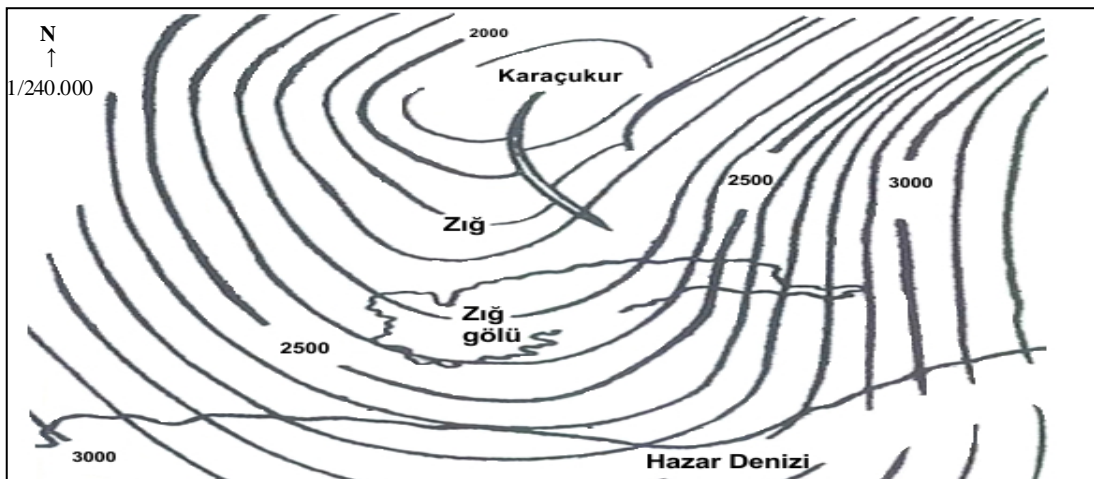 N
↑
1/240.000
2000
Karaçukur
2500
3000
Zığ
Zığ
gölü
2500
3000
Hazar Denizi